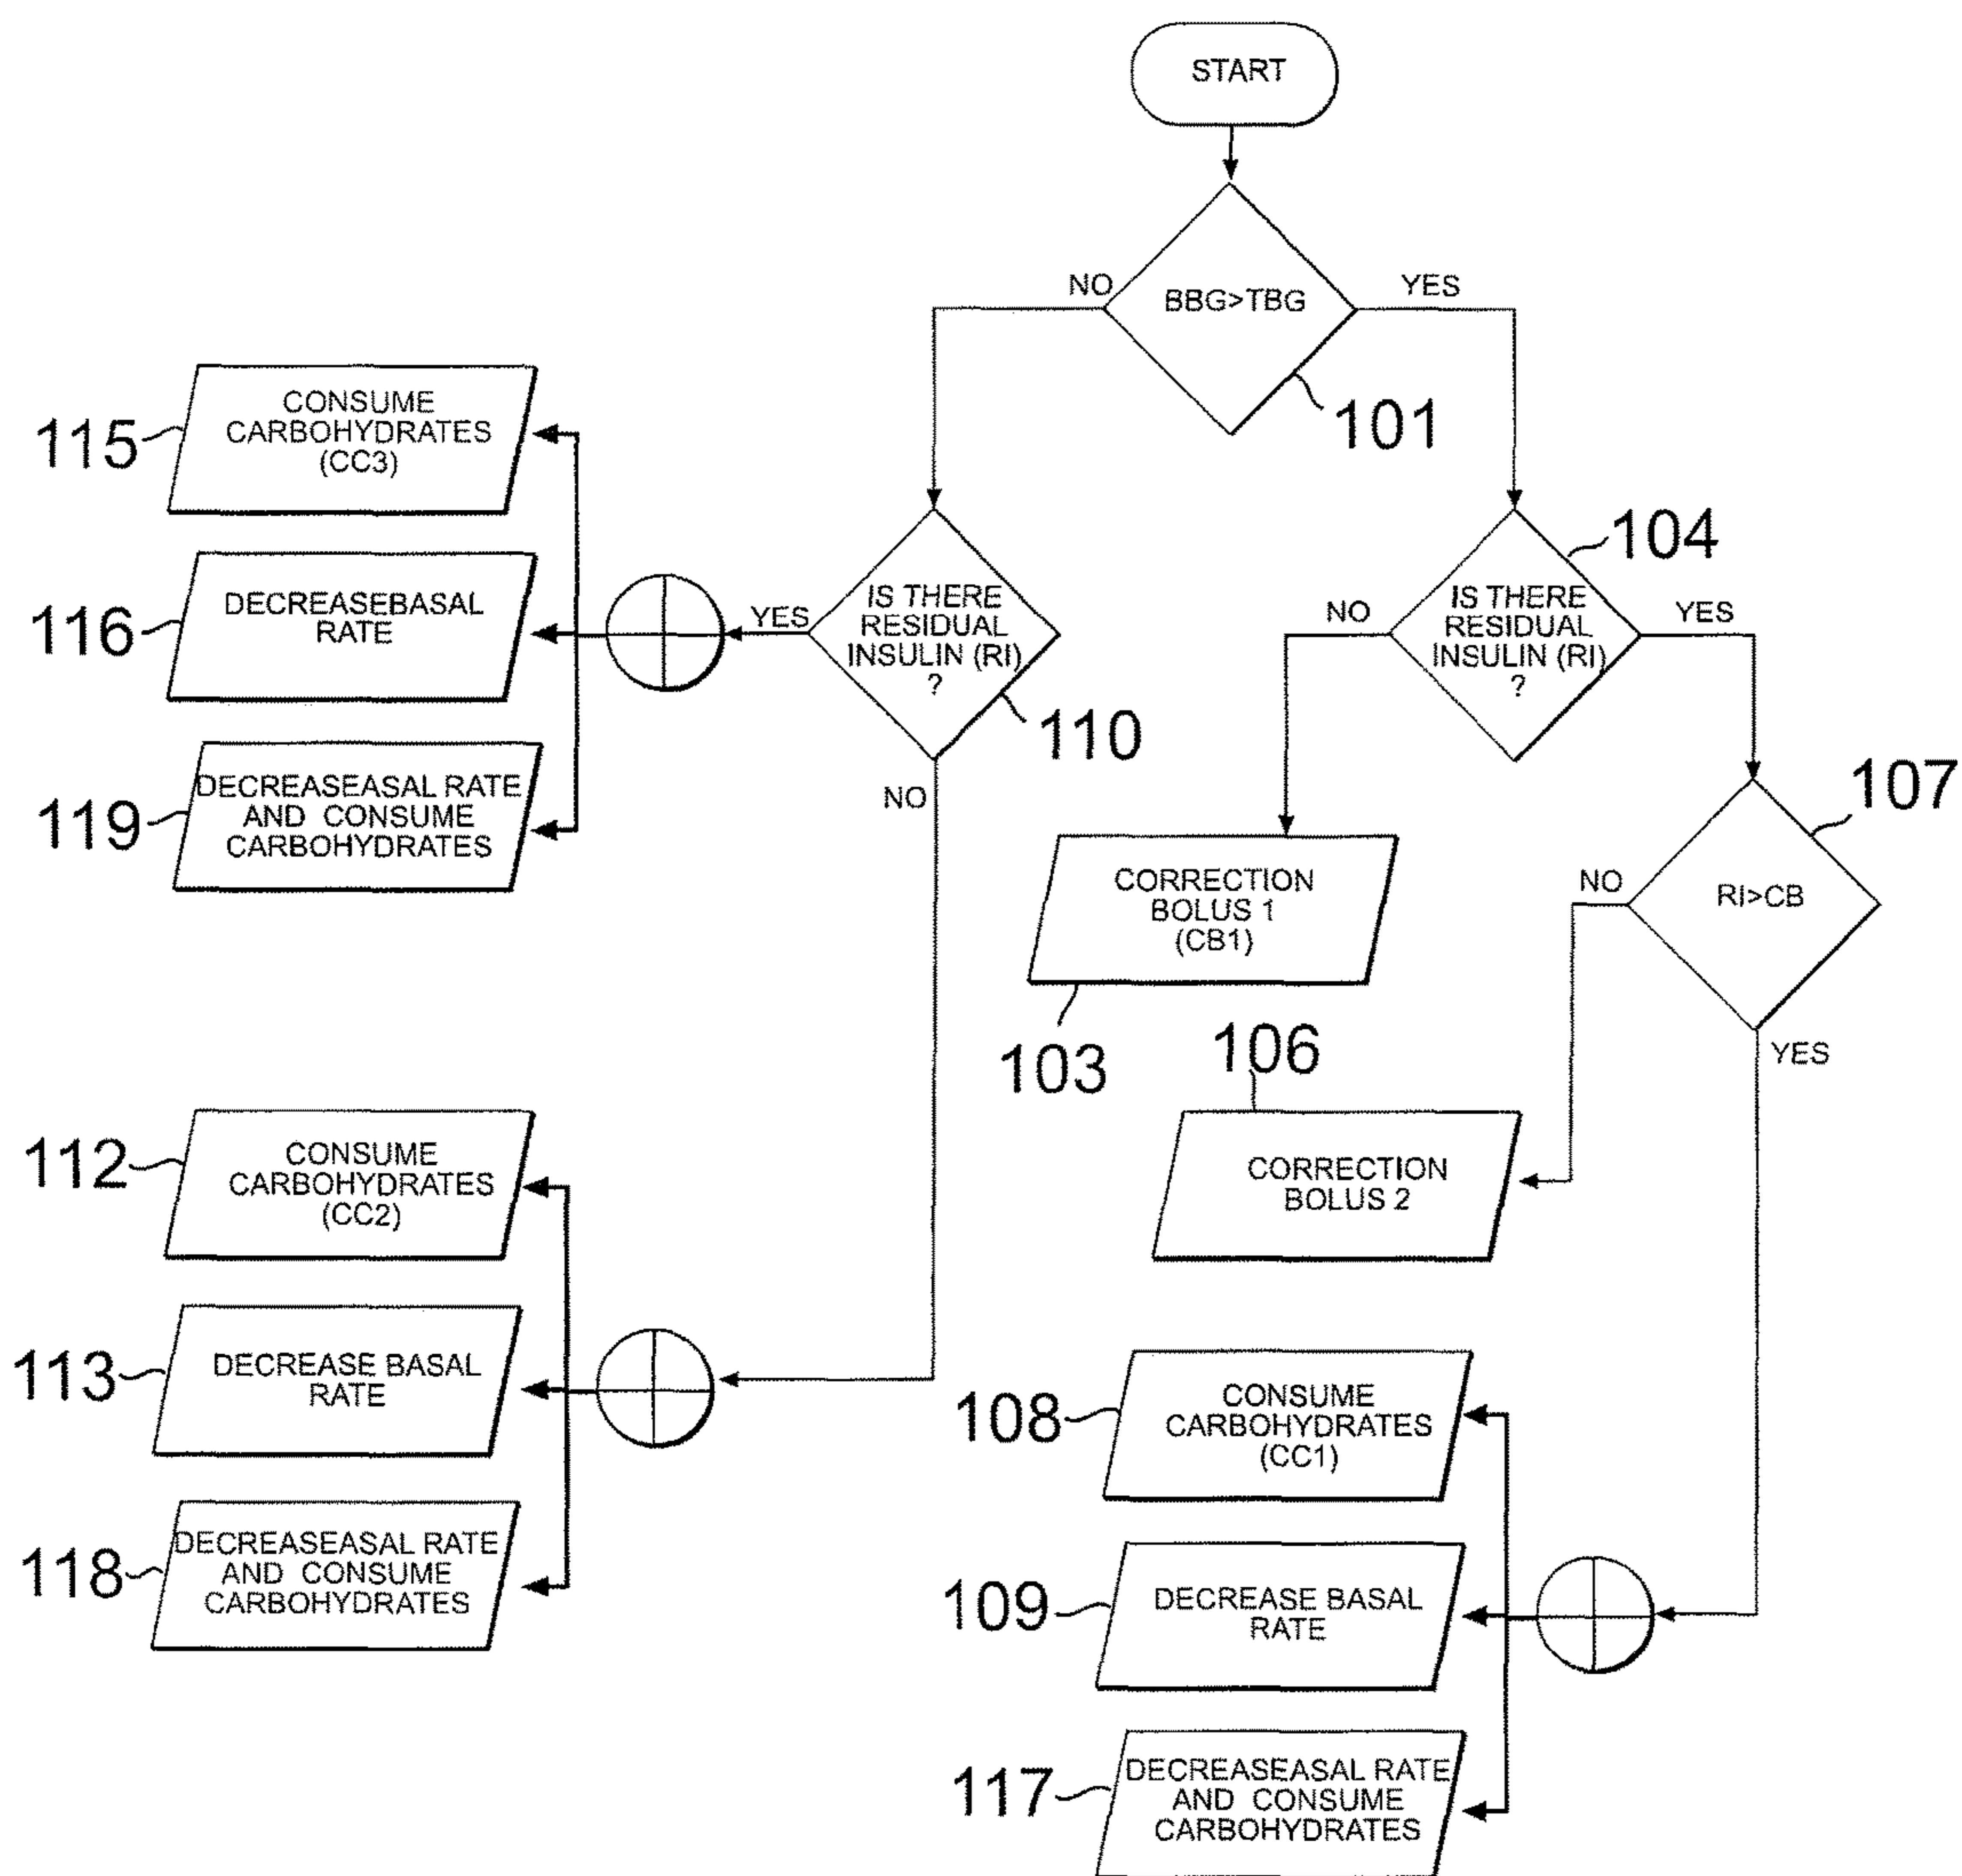 START
BBG>TBG
NO
YES
101
CONSUME
CARBOHYDRATES
(CC3)
115
DECREASEBASAL
RATE
116
DECREASEASAL RATE
AND CONSUME
CARBOHYDRATES
119
YES
IS THERE
RESIDUAL
INSULIN (RI)
?
110
NO
104
IS THERE
RESIDUAL
INSULIN (RI)
?
NO
YES
107
RI>CB
NO
YES
CORRECTION
BOLUS 1
(CB1)
103
106
CORRECTION
BOLUS 2
112
CONSUME
CARBOHYDRATES
(CC2)
113
DECREASE BASAL
RATE
118
DECREASEASAL RATE
AND CONSUME
CARBOHYDRATES
108
CONSUME
CARBOHYDRATES
(CC1)
109
DECREASE BASAL
RATE
117
DECREASEASAL RATE
AND CONSUME
CARBOHYDRATES